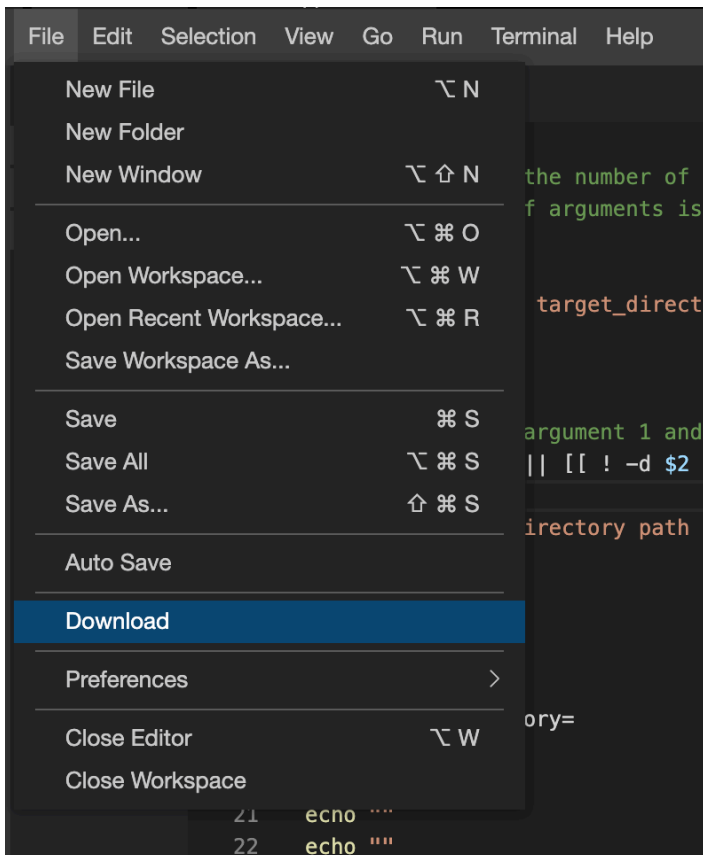 File Edit Selection View Go Run Terminal Help
New File ⌥ N
New Folder
New Window ⌥ ⇧ N
the number of
f arguments is
Open... ⌥ ⌘ O
Open Workspace... ⌥ ⌘ W
Open Recent Workspace... ⌥ ⌘ R
target_direct
Save Workspace As...
Save ⌘ S
argument 1 and
Save All ⌥ ⌘ S
|| [[ ! -d $2
Save As... ⇧ ⌘ S
irectory path
Auto Save
Download
Preferences >
ory=
Close Editor ⌥ W
Close Workspace
21 echo ""
22 echo ""